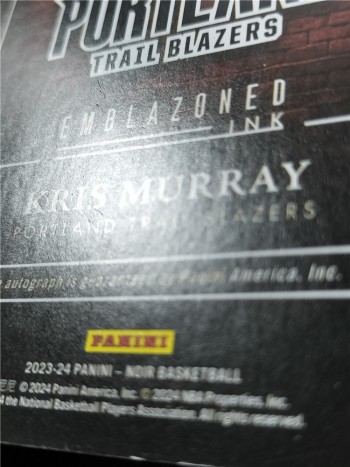 PORTLAN
TRAIL BLAZERS
EMBLAZONED
INK
KRIS MURRAY
PORTLAND TRAIL BLAZERS
autograph is guaranteed by Panini America, Inc.
PANINI
2023-24 PANINI – NOIR BASKETBALL
© 2024 Panini America, Inc. © 2024 NBA Properties, Inc.
4 the National Basketball Players Association. All rights reserved.